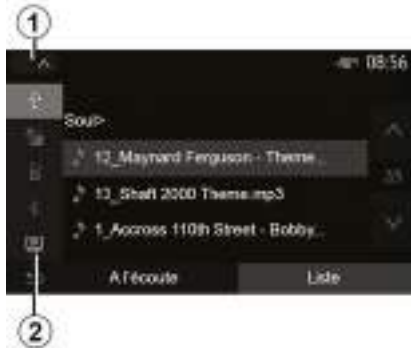 1
08:56
Soul>
12_Maynard Ferguson - Theme...
13_Shaft 2000 Theme.mp3
1_Accross 110th Street - Bobby...
A l'écoute
Liste
2